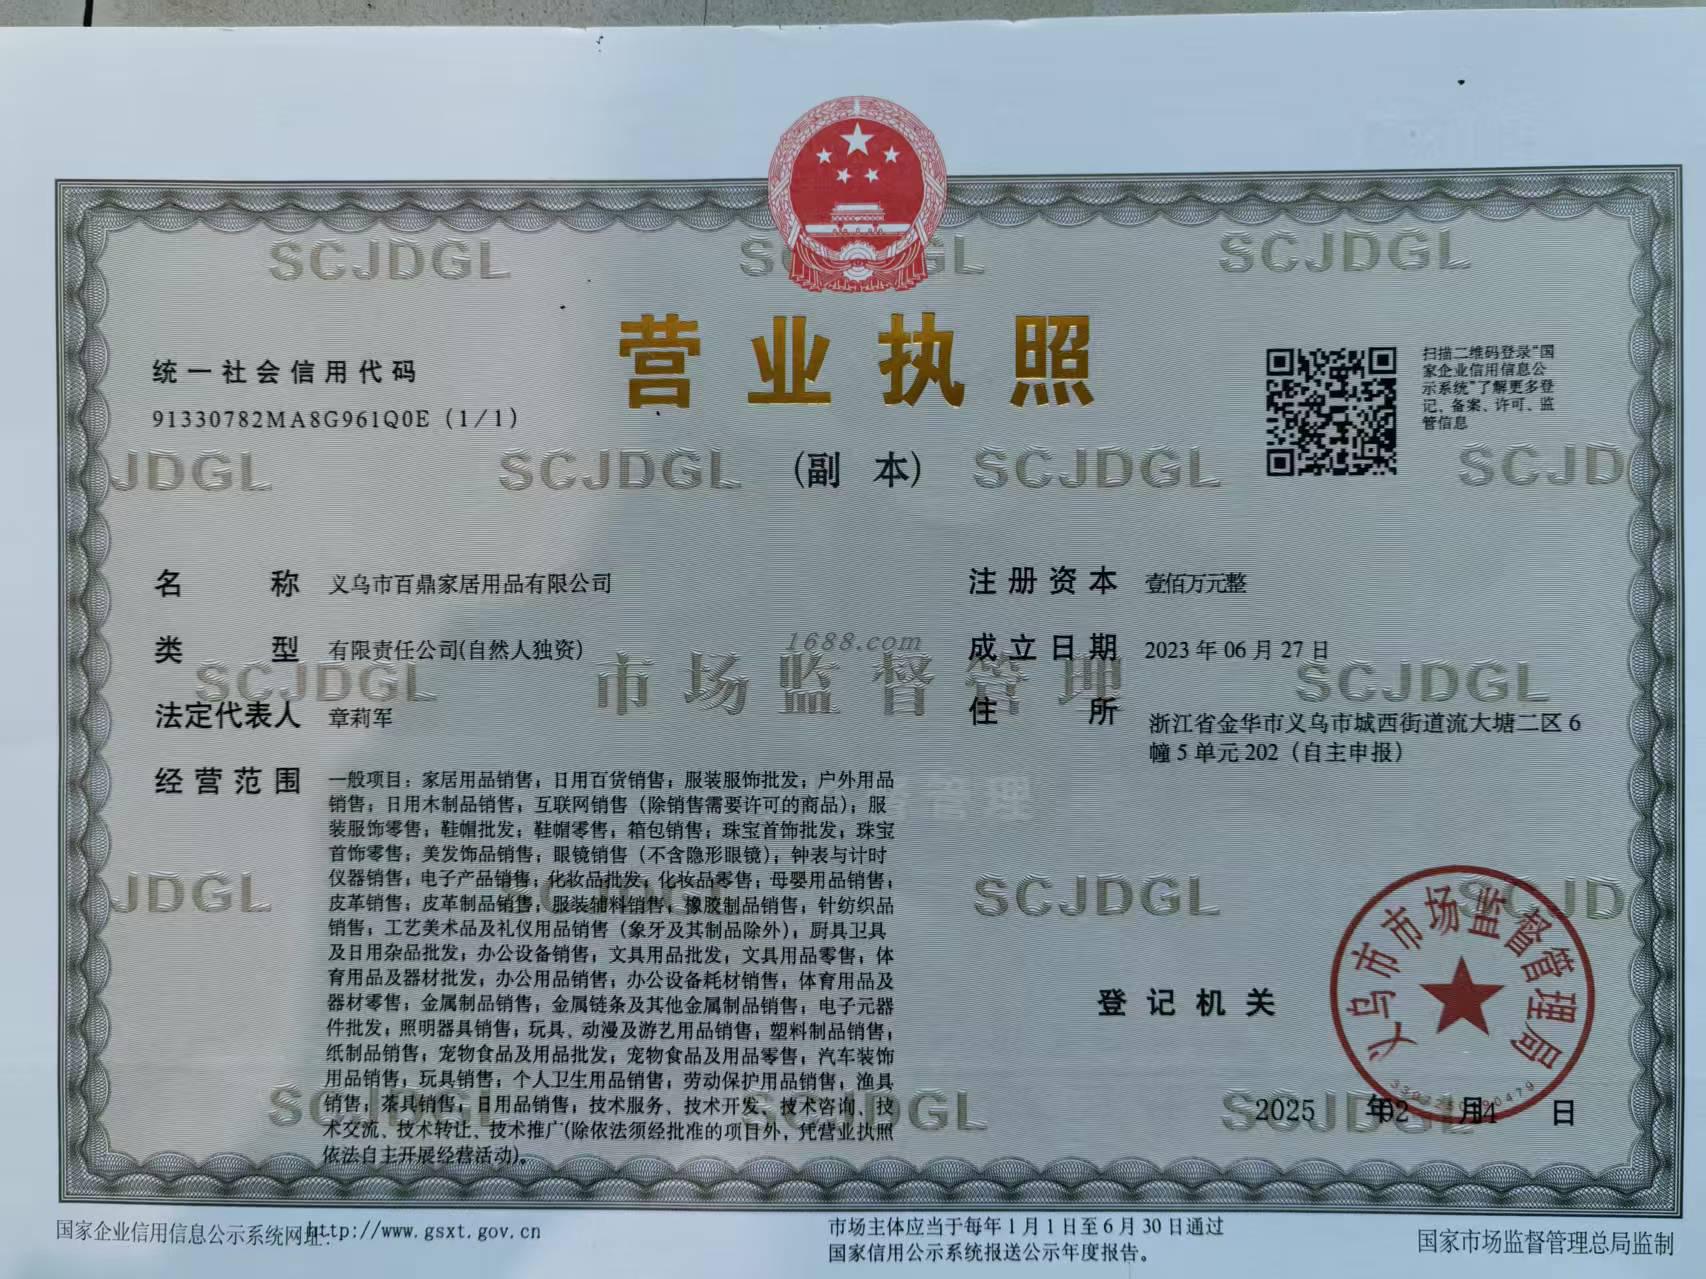 SCJDGL
SCJDGL
营业执照
(副 本)
统一社会信用代码
91330782MA8G961Q0E (1/1)
扫描二维码登录“国
家企业信用信息公
示系统”了解更多登
记、备案、许可、监
管信息
JDGL
SCJDGL
SCJDGL
SCJD
名 称 义乌市百鼎家居用品有限公司
类 型 有限责任公司(自然人独资)
法定代表人 章莉军
注册资本 壹佰万元整
成立日期 2023 年 06 月 27 日
住 所 浙江省金华市义乌市城西街道流大塘二区 6
幢 5 单元 202（自主申报）
1688.com
SCJDGL
市场监督管理
SCJDGL
经营范围 一般项目：家居用品销售；日用百货销售；服装服饰批发；户外用品
销售；日用木制品销售；互联网销售（除销售需要许可的商品）；服
装服饰零售；鞋帽批发；鞋帽零售；箱包销售；珠宝首饰批发；珠宝
首饰零售；美发饰品销售；眼镜销售（不含隐形眼镜）；钟表与计时
仪器销售；电子产品销售；化妆品批发；化妆品零售；母婴用品销售；
皮革销售；皮革制品销售；服装辅料销售；橡胶制品销售；针纺织品
销售；工艺美术品及礼仪用品销售（象牙及其制品除外）；厨具卫具
及日用杂品批发；办公设备销售；文具用品批发；文具用品零售；体
育用品及器材批发；办公用品销售；办公设备耗材销售；体育用品及
器材零售；金属制品销售；金属链条及其他金属制品销售；电子元器
件批发；照明器具销售；玩具、动漫及游艺用品销售；塑料制品销售；
纸制品销售；宠物食品及用品批发；宠物食品及用品零售；汽车装饰
用品销售；玩具销售；个人卫生用品销售；劳动保护用品销售；渔具
销售；茶具销售；日用品销售；技术服务、技术开发、技术咨询、技
术交流、技术转让、技术推广(除依法须经批准的项目外，凭营业执照
依法自主开展经营活动)。
管理
JDGL
SCJDGL
SCJD
登记机关
义乌市市场监督管理局
SCJDGL
2025 年 02 月 日
国家企业信用信息公示系统网址：http://www.gsxt.gov.cn
市场主体应当于每年 1 月 1 日至 6 月 30 日通过
国家信用公示系统报送公示年度报告。
国家市场监督管理总局监制